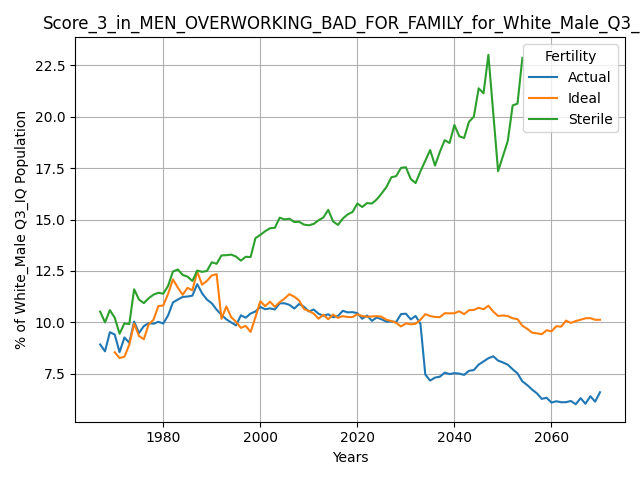 Score_3_in_MEN_OVERWORKING_BAD_FOR_FAMILY_for_White_Male_Q3_
Fertility
Actual
Ideal
Sterile
% of White_Male Q3_IQ Population
22.5
20.0
17.5
15.0
12.5
10.0
7.5
1980
2000
2020
2040
2060
Years